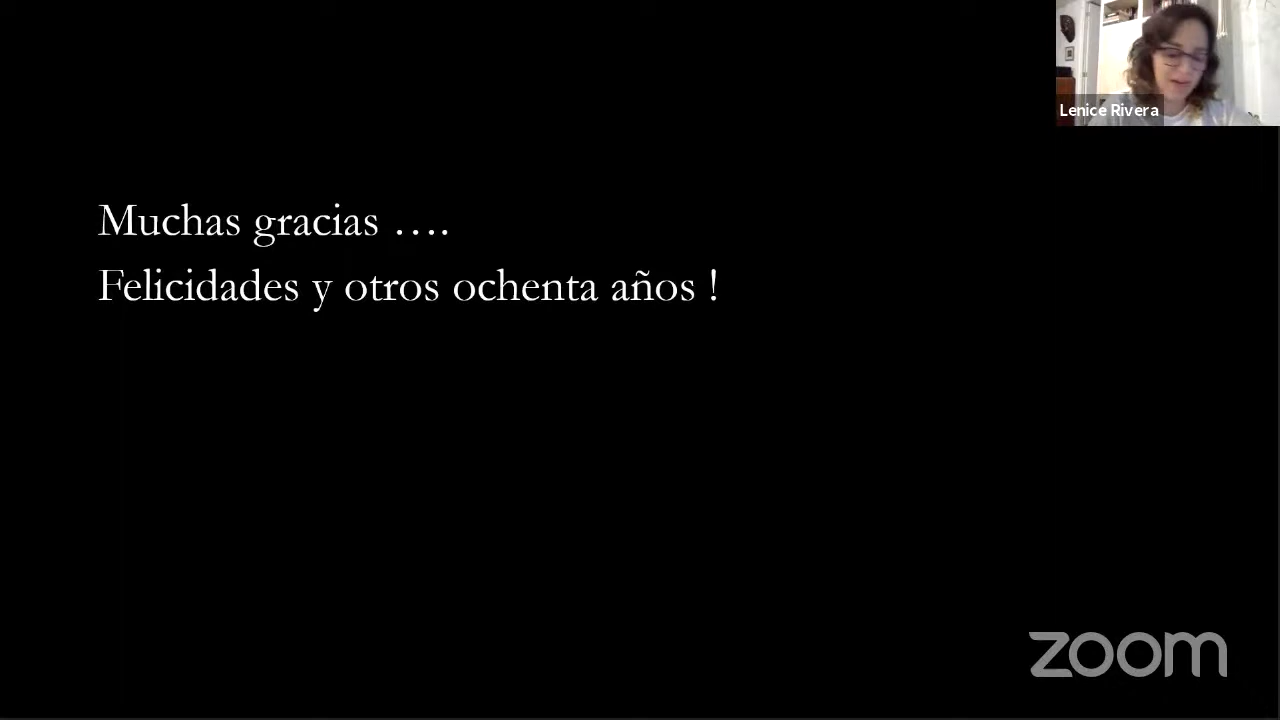 Lenice Rivera
Muchas gracias ....
Felicidades y otros ochenta años !
zoom